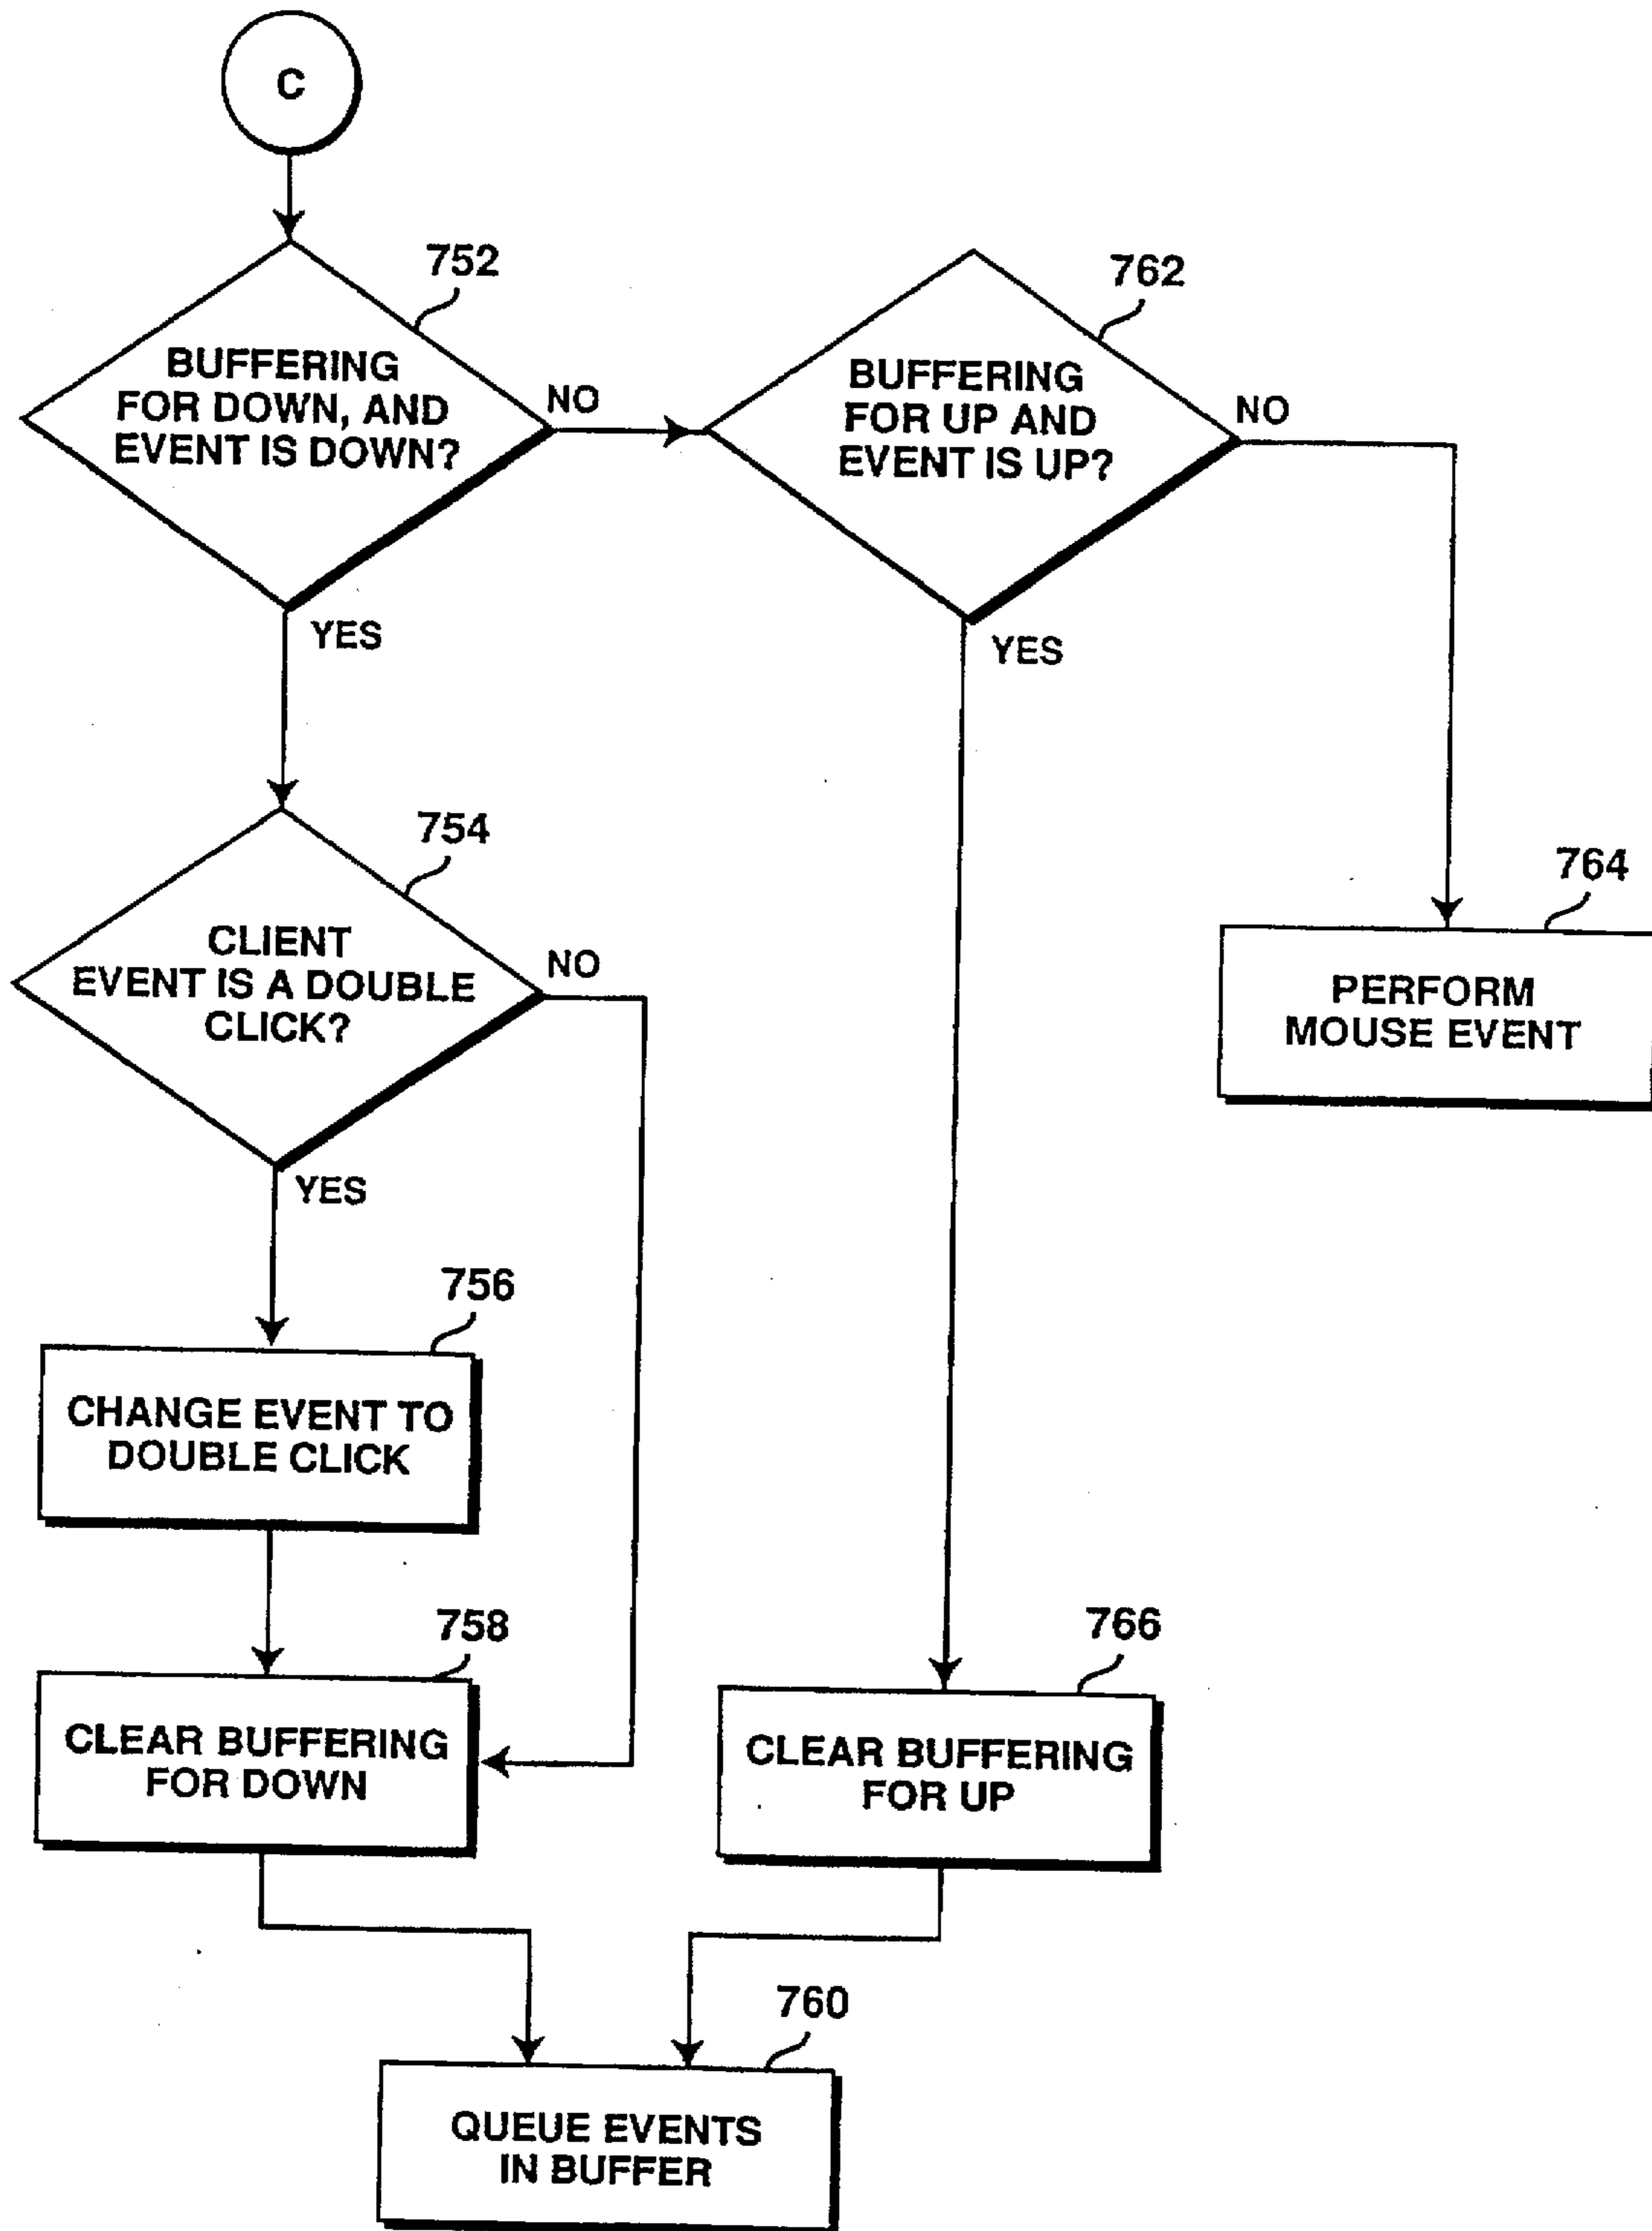 C
752
BUFFERING
FOR DOWN, AND
EVENT IS DOWN?
NO
YES
762
BUFFERING
FOR UP AND
EVENT IS UP?
NO
YES
754
CLIENT
EVENT IS A DOUBLE
CLICK?
NO
YES
764
PERFORM
MOUSE EVENT
756
CHANGE EVENT TO
DOUBLE CLICK
758
CLEAR BUFFERING
FOR DOWN
766
CLEAR BUFFERING
FOR UP
760
QUEUE EVENTS
IN BUFFER